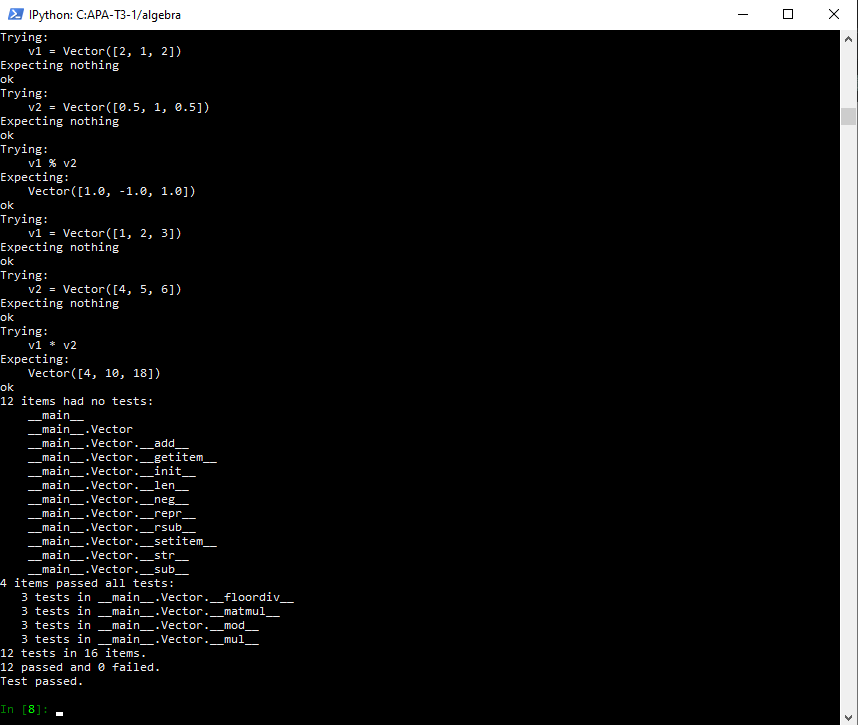 IPython: C:APA-T3-1/algebra
Trying:
    v1 = Vector([2, 1, 2])
Expecting nothing
ok
Trying:
    v2 = Vector([0.5, 1, 0.5])
Expecting nothing
ok
Trying:
    v1 % v2
Expecting:
    Vector([1.0, -1.0, 1.0])
ok
Trying:
    v1 = Vector([1, 2, 3])
Expecting nothing
ok
Trying:
    v2 = Vector([4, 5, 6])
Expecting nothing
ok
Trying:
    v1 * v2
Expecting:
    Vector([4, 10, 18])
ok
12 items had no tests:
    __main__
    __main__.Vector
    __main__.Vector.__add__
    __main__.Vector.__getitem__
    __main__.Vector.__init__
    __main__.Vector.__len__
    __main__.Vector.__neg__
    __main__.Vector.__repr__
    __main__.Vector.__rsub__
    __main__.Vector.__setitem__
    __main__.Vector.__str__
    __main__.Vector.__sub__
4 items passed all tests:
   3 tests in __main__.Vector.__floordiv__
   3 tests in __main__.Vector.__matmul__
   3 tests in __main__.Vector.__mod__
   3 tests in __main__.Vector.__mul__
12 tests in 16 items.
12 passed and 0 failed.
Test passed.
In [8]: